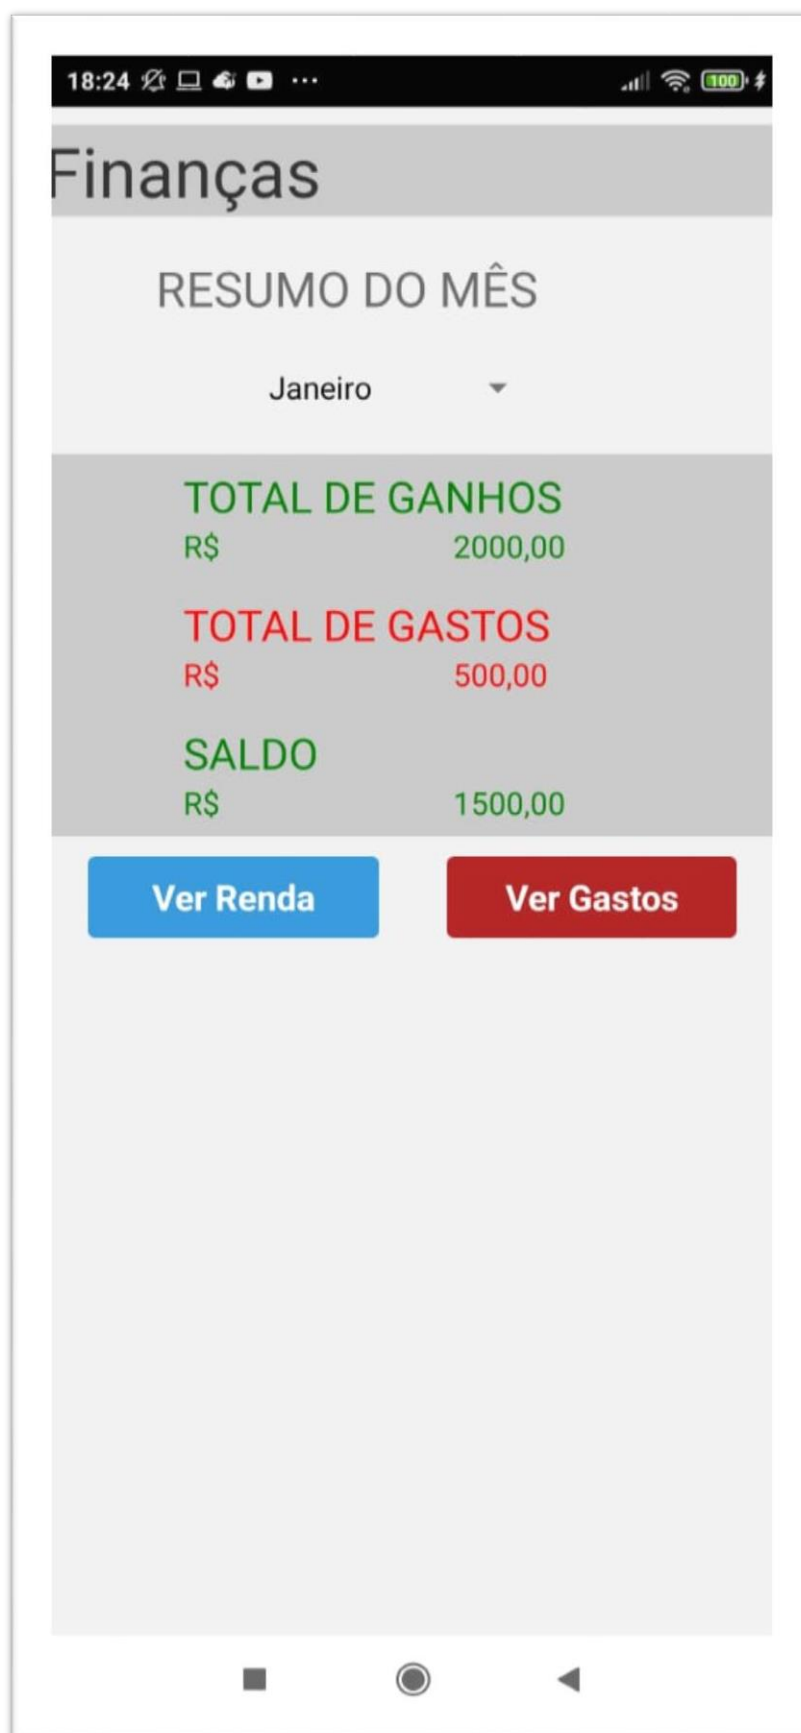 18:24 ...
100
Finanças
RESUMO DO MÊS
Janeiro
TOTAL DE GANHOS
R$ 2000,00
TOTAL DE GASTOS
R$ 500,00
SALDO
R$ 1500,00
Ver Renda Ver Gastos